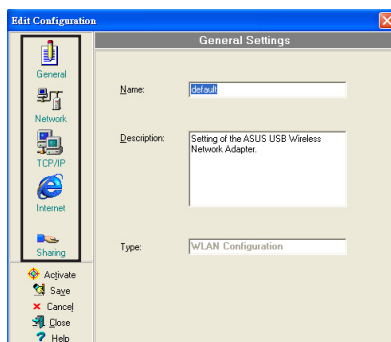 Edit Configuration
General Settings
General
Network
TCP/IP
Internet
Sharing
Activate
Save
Cancel
Close
Help
Name:
default
Description:
Setting of the ASUS USB Wireless
Network Adapter.
Type:
WLAN Configuration